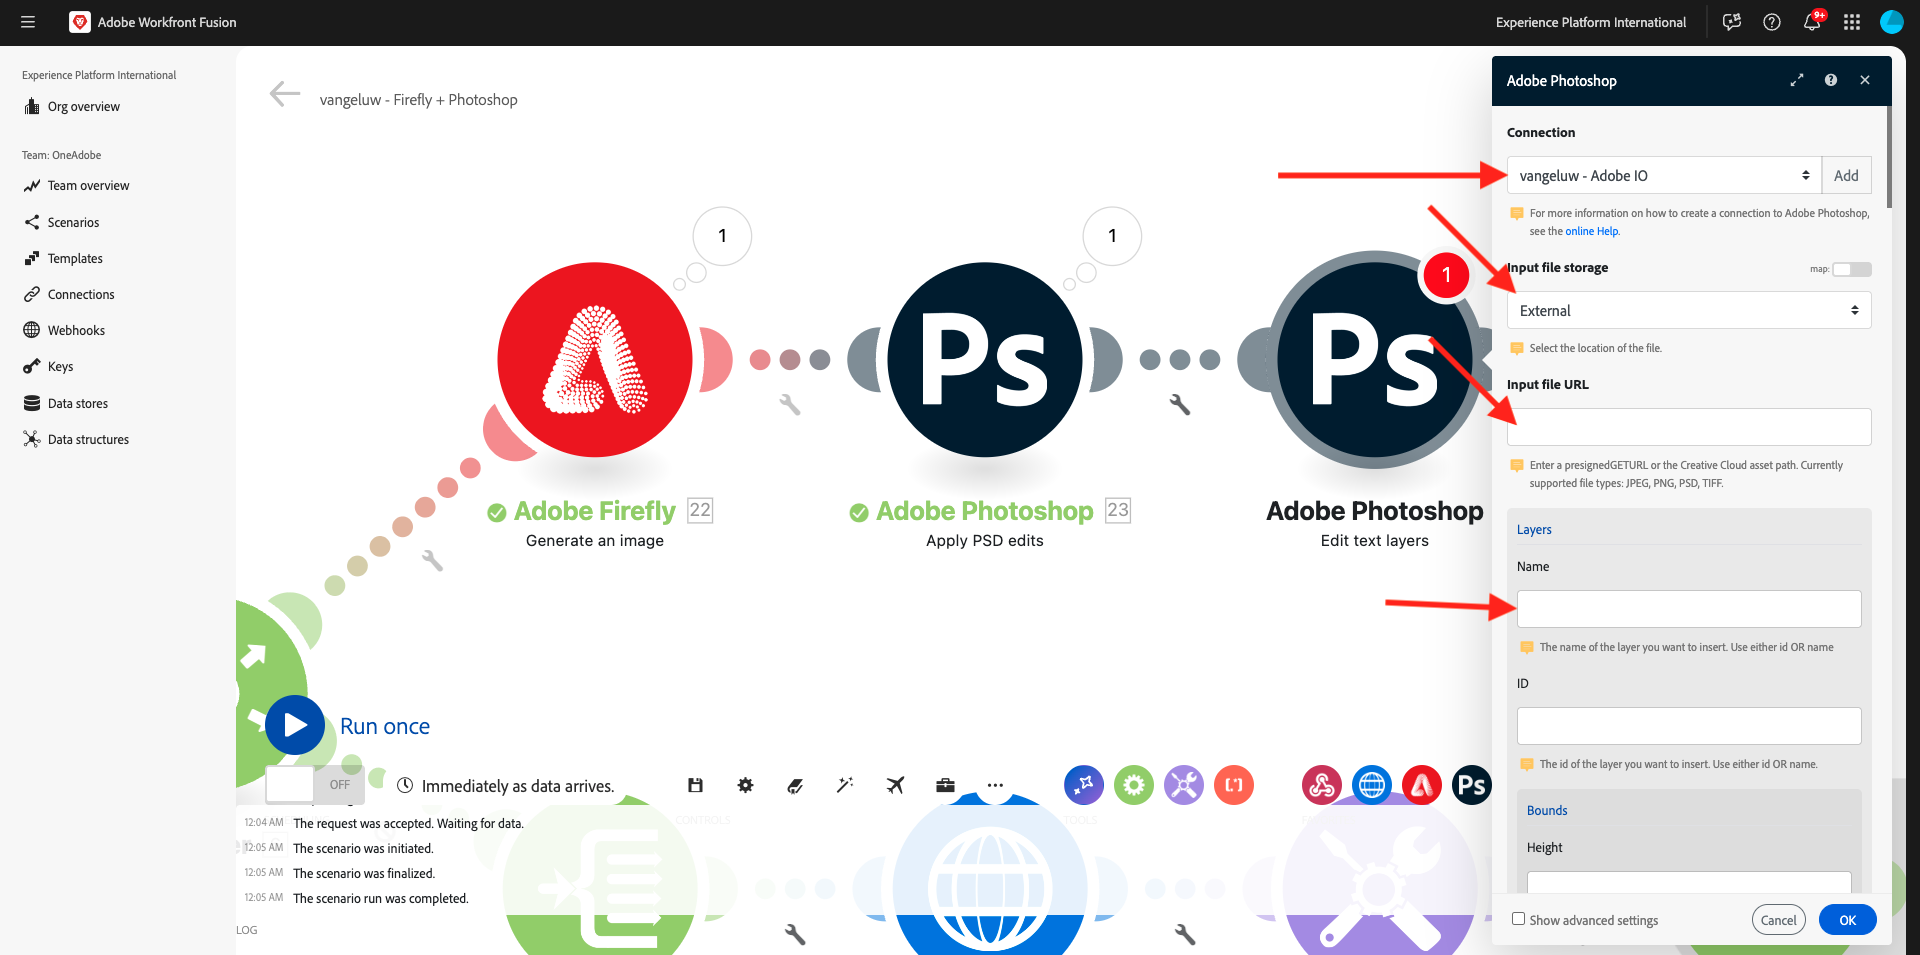 Adobe Workfront Fusion
Experience Platform International
9+
Experience Platform International
Org overview
Team: OneAdobe
Team overview
Scenarios
Templates
Connections
Webhooks
Keys
Data stores
Data structures
vangeluw - Firefly + Photoshop
1
1
1
Ps
Ps
Adobe Firefly 22
Generate an image
Adobe Photoshop 23
Apply PSD edits
Adobe Photoshop
Edit text layers
Run once
OFF
Immediately as data arrives.
Ps
CONTROLS
TOOLS
12:04 AM The request was accepted. Waiting for data.
12:05 AM The scenario was initiated.
12:05 AM The scenario was finalized.
12:05 AM The scenario run was completed.
LOG
Adobe Photoshop
Connection
vangeluw - Adobe IO
Add
For more information on how to create a connection to Adobe Photoshop,
see the online Help.
Input file storage
map:
External
Select the location of the file.
Input file URL
Enter a presignedGETURL or the Creative Cloud asset path. Currently
supported file types: JPEG, PNG, PSD, TIFF.
Layers
Name
The name of the layer you want to insert. Use either id OR name
ID
The id of the layer you want to insert. Use either id OR name.
Bounds
Height
Show advanced settings
Cancel
OK